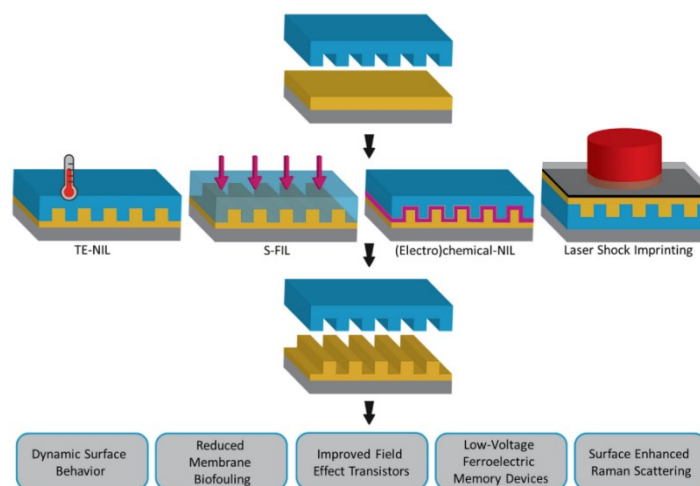 TE-NIL
S-FIL
(Electro)chemical-NIL
Laser Shock Imprinting
Dynamic Surface
Behavior
Reduced
Membrane
Biofouling
Improved Field
Effect Transistors
Low-Voltage
Ferroelectric
Memory Devices
Surface Enhanced
Raman Scattering